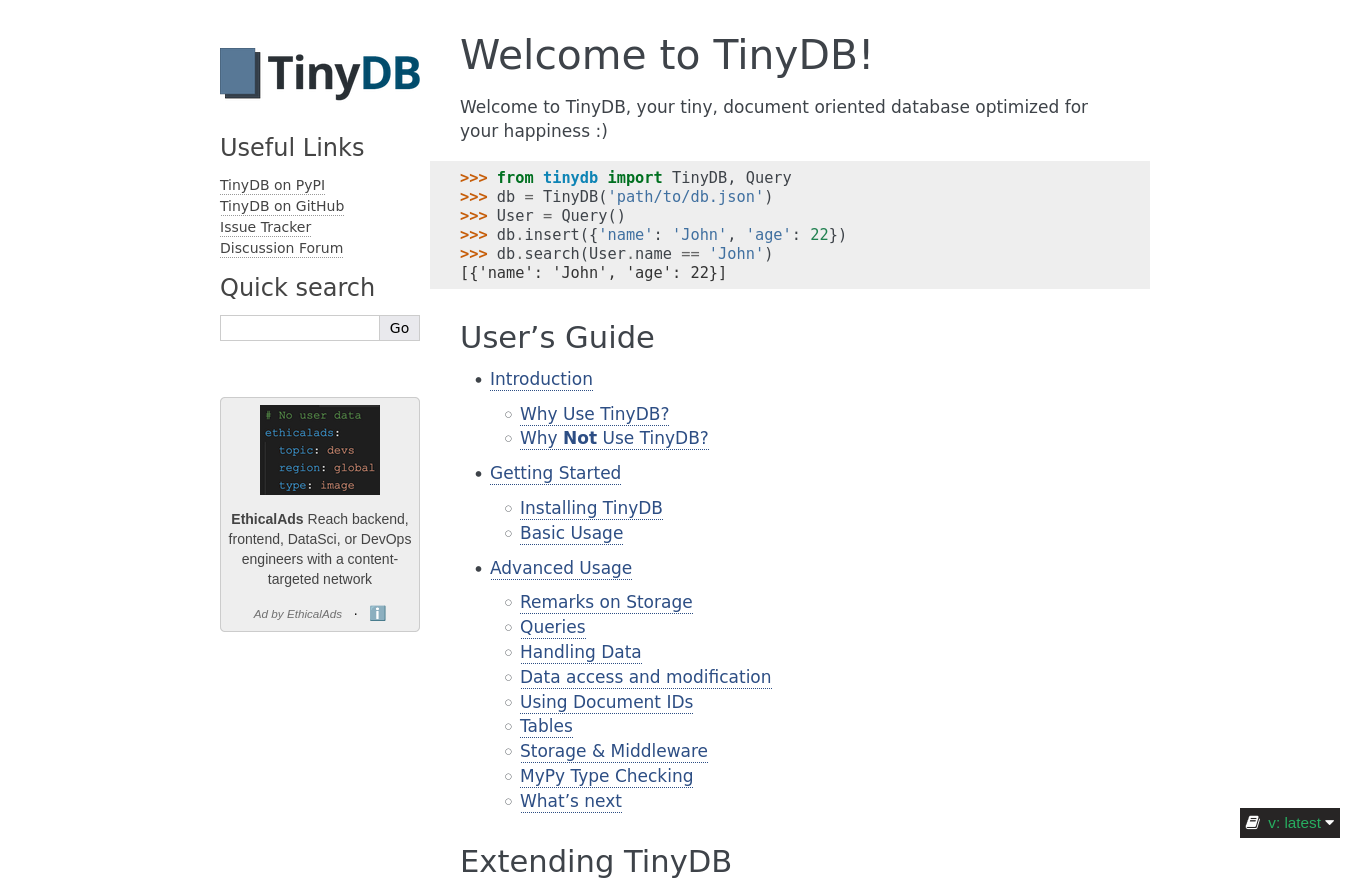 TinyDB
Useful Links
TinyDB on PyPI
TinyDB on GitHub
Issue Tracker
Discussion Forum
Quick search
Go
# No user data
ethicalads:
topic: devs
region: global
type: image
EthicalAds Reach backend,
frontend, DataSci, or DevOps
engineers with a content-
targeted network
Ad by EthicalAds · ℹ️
Welcome to TinyDB!
Welcome to TinyDB, your tiny, document oriented database optimized for
your happiness :)
>>> from tinydb import TinyDB, Query
>>> db = TinyDB('path/to/db.json')
>>> User = Query()
>>> db.insert({'name': 'John', 'age': 22})
>>> db.search(User.name == 'John')
[{'name': 'John', 'age': 22}]
User’s Guide
• Introduction
○ Why Use TinyDB?
○ Why Not Use TinyDB?
• Getting Started
○ Installing TinyDB
○ Basic Usage
• Advanced Usage
○ Remarks on Storage
○ Queries
○ Handling Data
○ Data access and modification
○ Using Document IDs
○ Tables
○ Storage & Middleware
○ MyPy Type Checking
○ What’s next
Extending TinyDB
v: latest